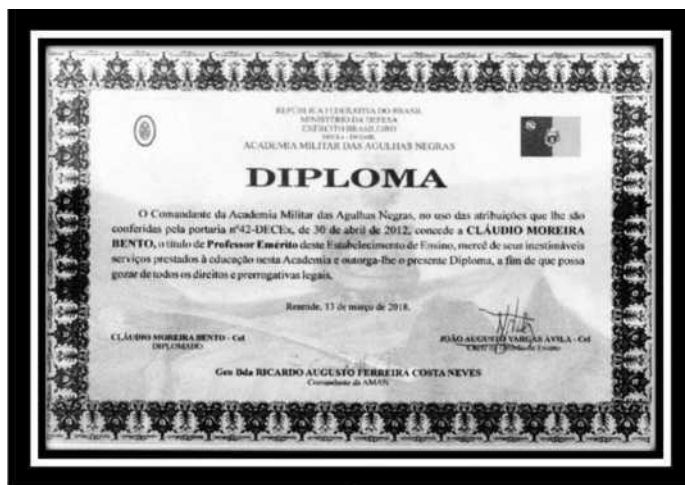 REPÚBLICA FEDERATIVA DO BRASIL
MINISTÉRIO DA DEFESA
EXÉRCITO BRASILEIRO
ACADEMIA MILITAR DAS AGULHAS NEGRAS
DIPLOMA
O Comandante da Academia Militar das Agulhas Negras, no uso das atribuições que lhe são
conferidas pela portaria nº42-DECEx, de 30 de abril de 2012, concede a CLÁUDIO MOREIRA
BENTO, o título de Professor Emérito deste Estabelecimento de Ensino, mercê de seus inestimáveis
serviços prestados à educação nesta Academia e outorga-lhe o presente Diploma, a fim de que possa
gozar de todos os direitos e prerrogativas legais.
Resende, 13 de março de 2018.
CLÁUDIO MOREIRA BENTO - Cel
DIPLOMADO
JOÃO AUGUSTO VARGAS ÁVILA - Cel
Chefe da Divisão de Ensino
Gen Bda RICARDO AUGUSTO FERREIRA COSTA NEVES
Comandante da AMAN